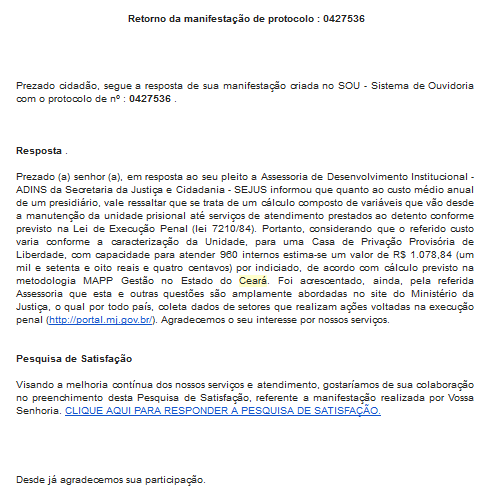 Retorno da manifestação de protocolo : 0427536
Prezado cidadão, segue a resposta de sua manifestação criada no SOU - Sistema de Ouvidoria
com o protocolo de nº : 0427536 .
Resposta .
Prezado (a) senhor (a), em resposta ao seu pleito a Assessoria de Desenvolvimento Institucional -
ADINS da Secretaria da Justiça e Cidadania - SEJUS informou que quanto ao custo médio anual
de um presidiário, vale ressaltar que se trata de um cálculo composto de variáveis que vão desde
a manutenção da unidade prisional até serviços de atendimento prestados ao detento conforme
previsto na Lei de Execução Penal (lei 7210/84). Portanto, considerando que o referido custo
varia conforme a caracterização da Unidade, para uma Casa de Privação Provisória de
Liberdade, com capacidade para atender 960 internos estima-se um valor de R$ 1.078,84 (um
mil e setenta e oito reais e quatro centavos) por indiciado, de acordo com cálculo previsto na
metodologia MAPP Gestão no Estado do Ceará. Foi acrescentado, ainda, pela referida
Assessoria que esta e outras questões são amplamente abordadas no site do Ministério da
Justiça, o qual por todo país, coleta dados de setores que realizam ações voltadas na execução
penal (http://portal.mj.gov.br/). Agradecemos o seu interesse por nossos serviços.
Pesquisa de Satisfação
Visando a melhoria contínua dos nossos serviços e atendimento, gostaríamos de sua colaboração
no preenchimento desta Pesquisa de Satisfação, referente a manifestação realizada por Vossa
Senhoria. CLIQUE AQUI PARA RESPONDER A PESQUISA DE SATISFAÇÃO.
Desde já agradecemos sua participação.